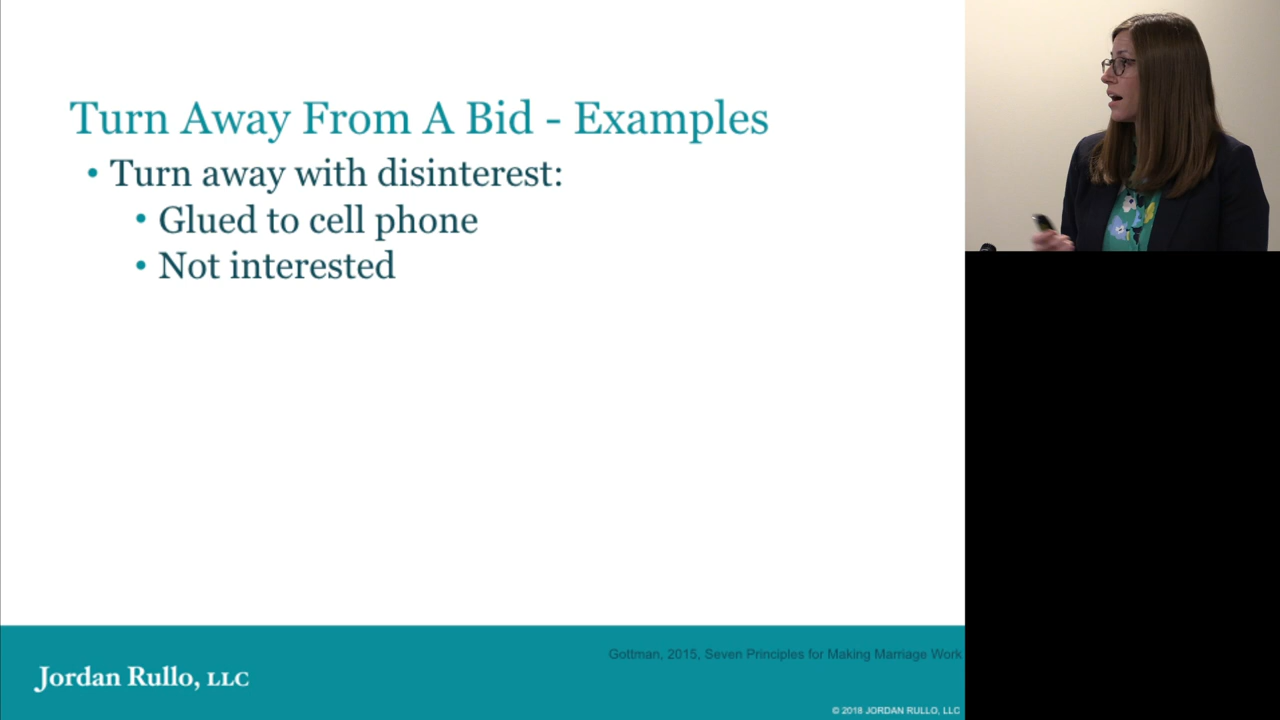 Turn Away From A Bid - Examples
• Turn away with disinterest:
• Glued to cell phone
• Not interested
Gottman, 2015, Seven Principles for Making Marriage Work
Jordan Rullo, LLC
© 2018 JORDAN RULLO, LLC